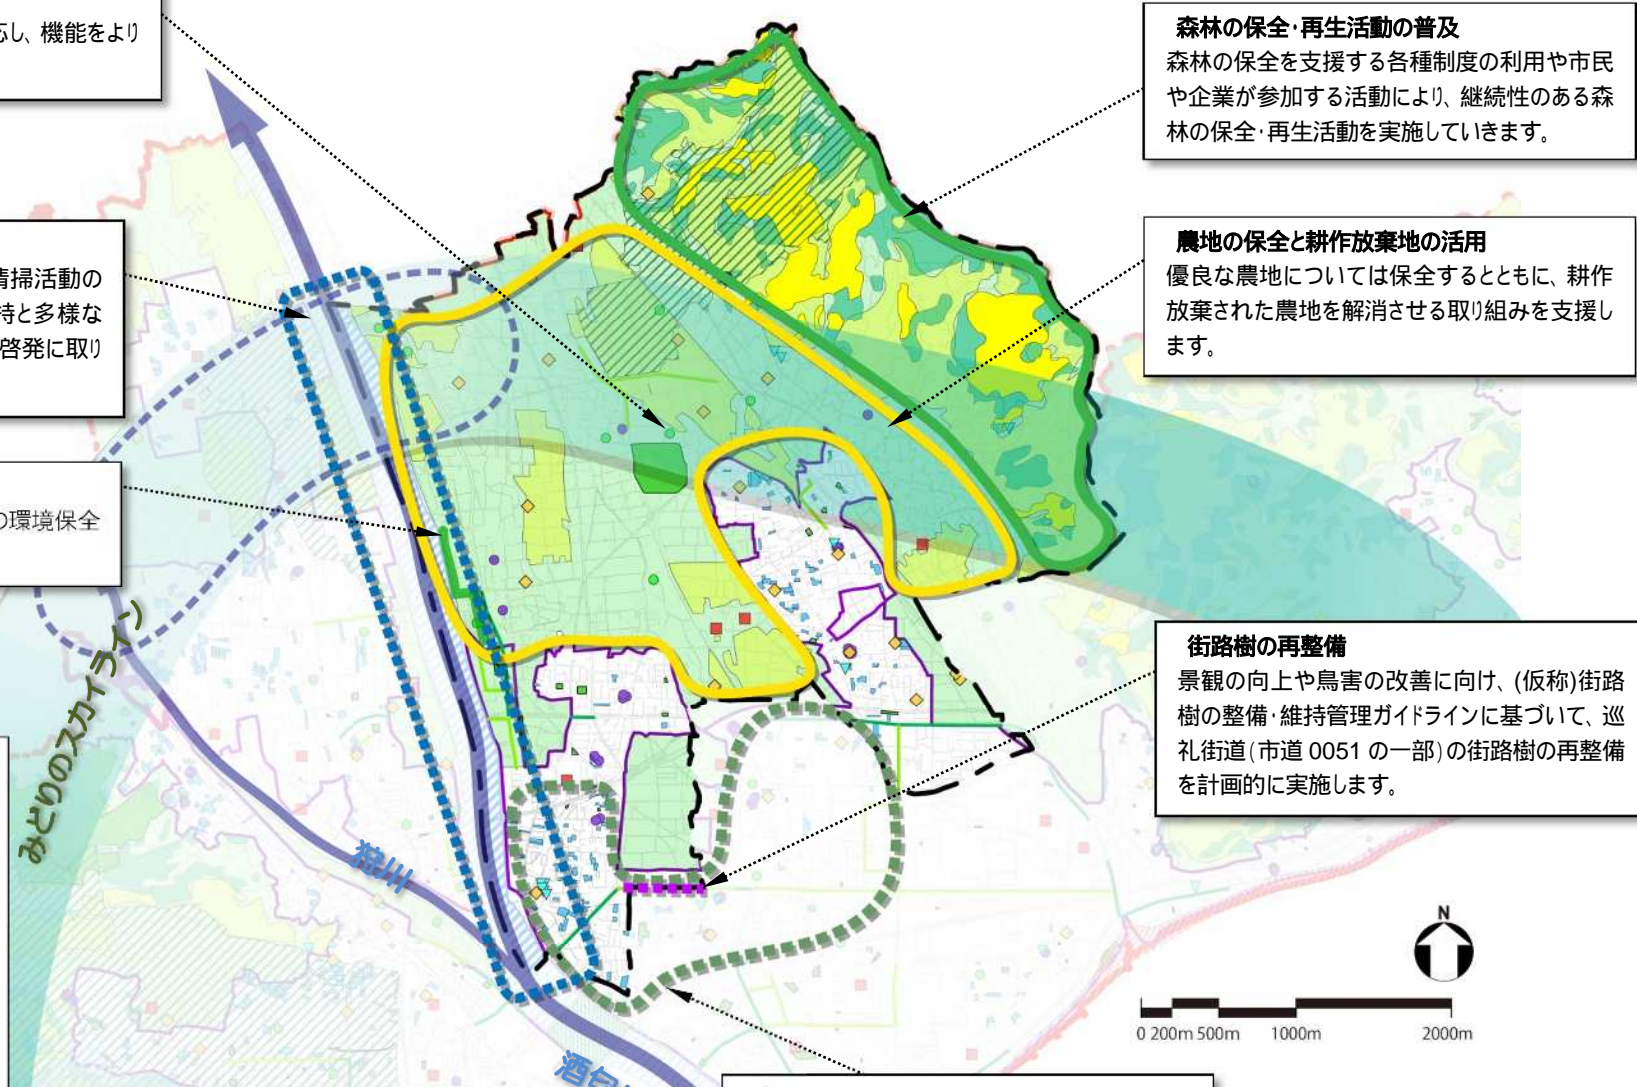 応し、機能をより
清掃活動の
持と多様な
啓発に取り
の環境保全
森林の保全・再生活動の普及
森林の保全を支援する各種制度の利用や市民
や企業が参加する活動により、継続性のある森
林の保全・再生活動を実施していきます。
農地の保全と耕作放棄地の活用
優良な農地については保全するとともに、耕作
放棄された農地を解消させる取り組みを支援し
ます。
街路樹の再整備
景観の向上や鳥害の改善に向け、(仮称)街路
樹の整備・維持管理ガイドラインに基づいて、巡
礼街道(市道 0051 の一部)の街路樹の再整備
を計画的に実施します。
みどりのスカイライン
狩川
酒匂
N
0 200m 500m 1000m 2000m